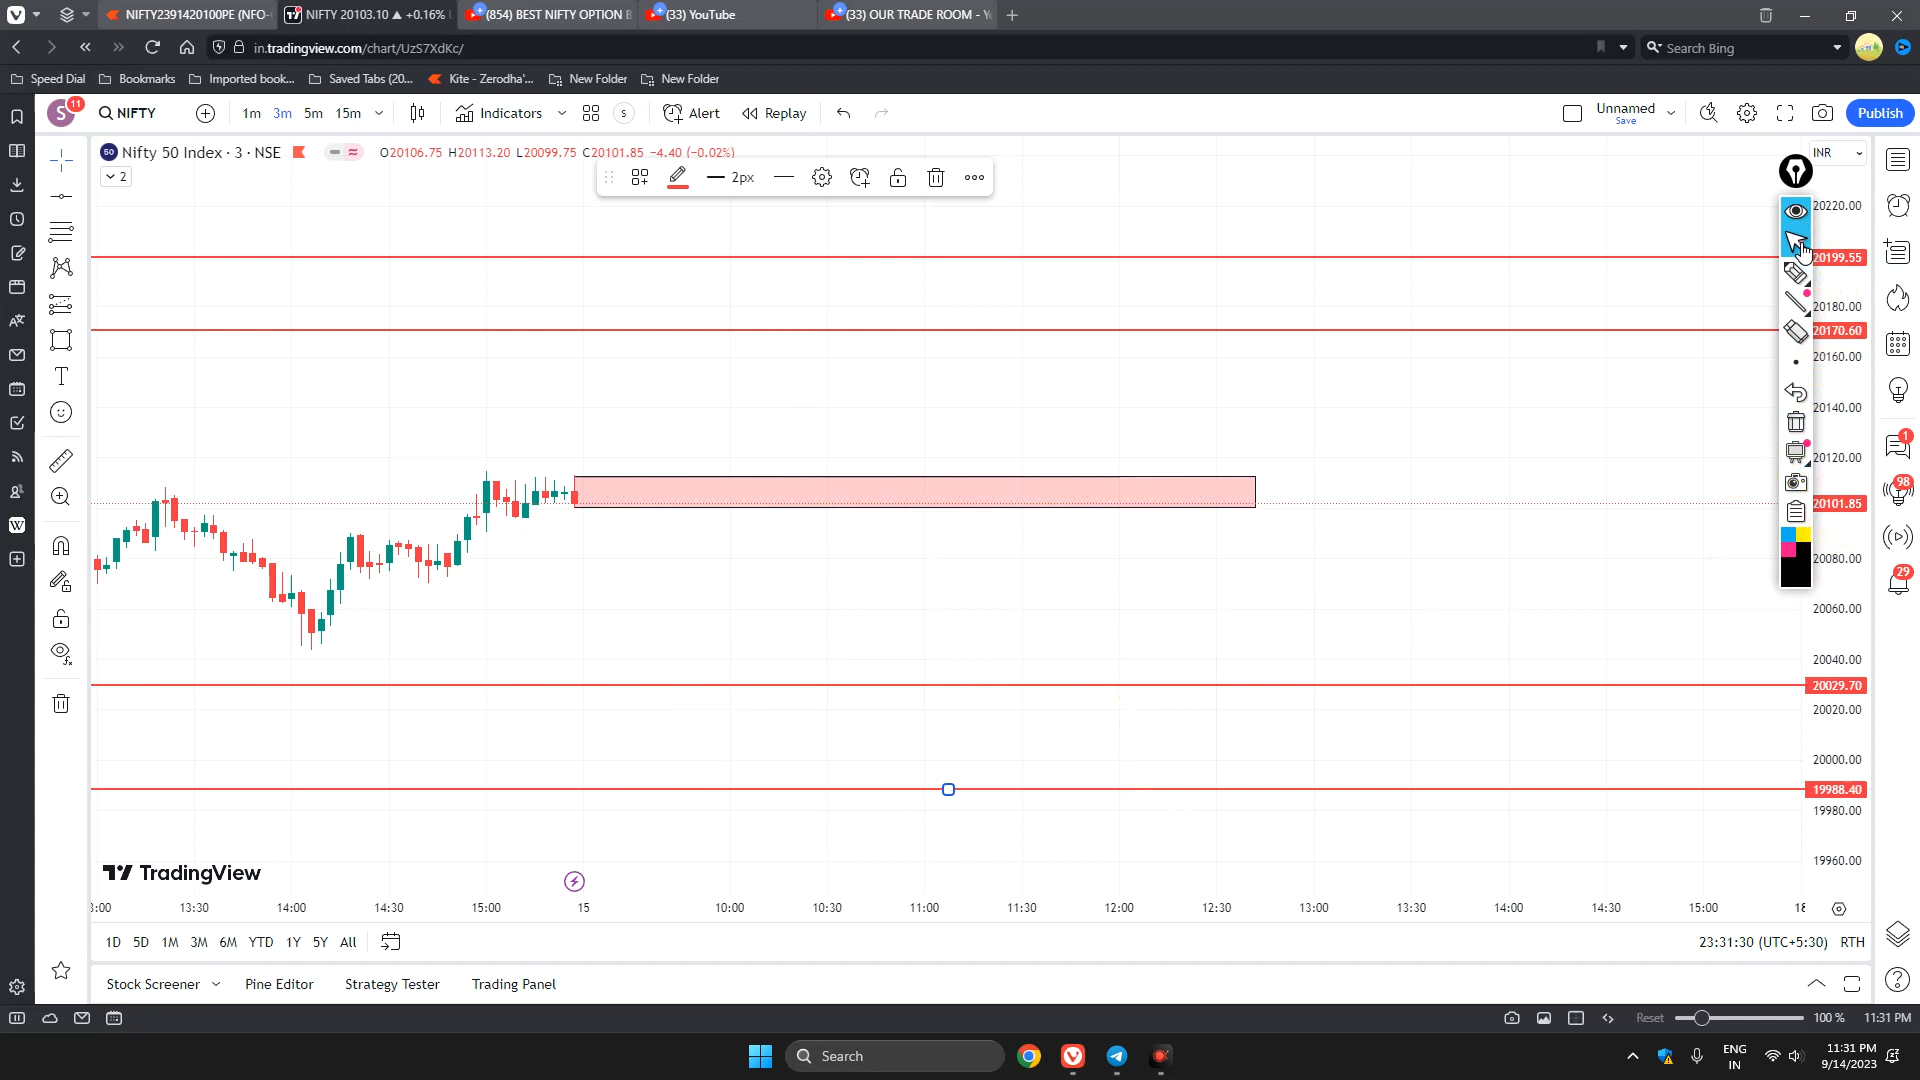 NIFTY2391420100PE (NFO-
NIFTY 20103.10 ▲ +0.16%
(854) BEST NIFTY OPTION B
(33) YouTube
(33) OUR TRADE ROOM - Y
in.tradingview.com/chart/UzS7XdKc/
Search Bing
Speed Dial
Bookmarks
Imported book...
Saved Tabs (20...
Kite - Zerodha'...
New Folder
New Folder
S
11
NIFTY
1m
3m
5m
15m
Indicators
S
Alert
Replay
Unnamed
Save
Publish
50
Nifty 50 Index · 3 · NSE
O20106.75 H20113.20 L20099.75 C20101.85 −4.40 (−0.02%)
2
2px
INR
20220.00
20199.55
20180.00
20170.60
20160.00
20140.00
20120.00
20101.85
20080.00
20060.00
20040.00
20029.70
20020.00
20000.00
19988.40
19980.00
19960.00
1
98
29
TradingView
3:00
13:30
14:00
14:30
15:00
15
10:00
10:30
11:00
11:30
12:00
12:30
13:00
13:30
14:00
14:30
15:00
1D
5D
1M
3M
6M
YTD
1Y
5Y
All
23:31:30 (UTC+5:30)
RTH
Stock Screener
Pine Editor
Strategy Tester
Trading Panel
Reset
100 %
11:31 PM
Search
ENG
IN
11:31 PM
9/14/2023